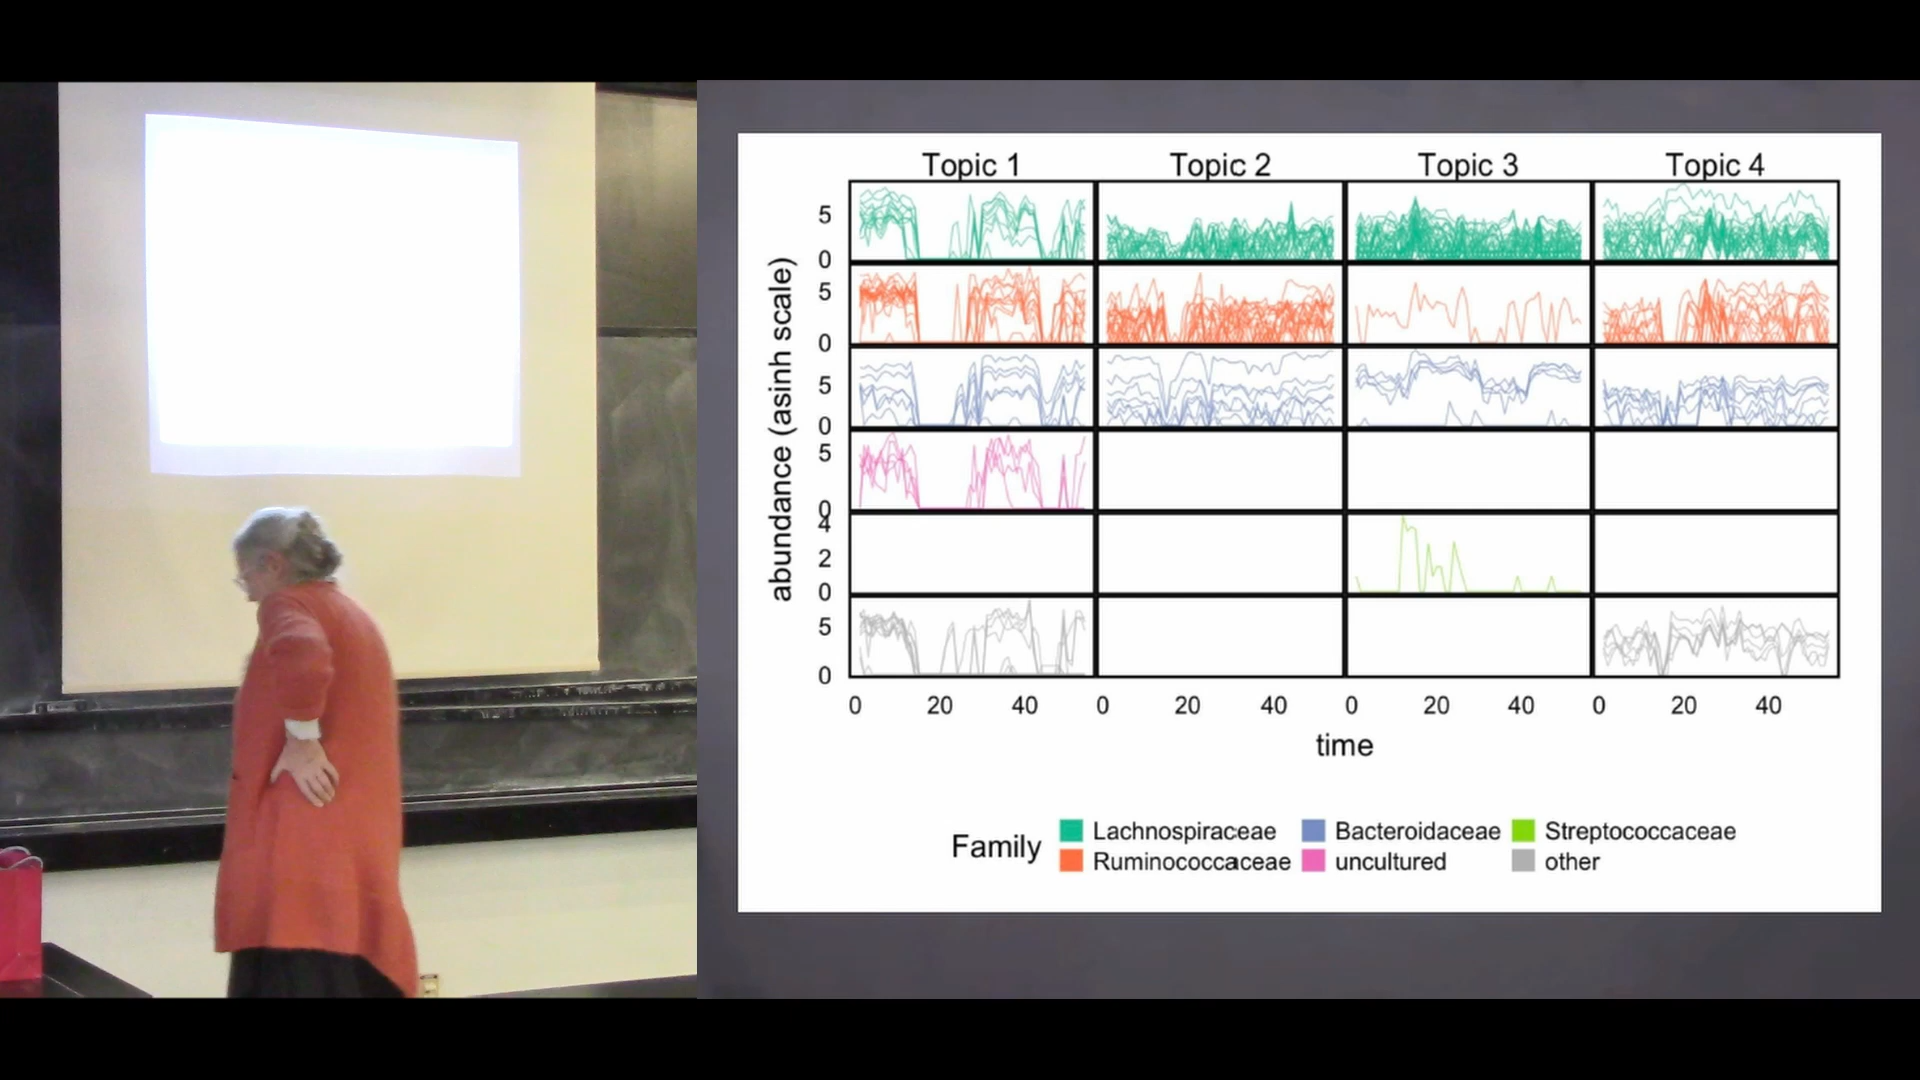 Topic 1 Topic 2 Topic 3 Topic 4
abundance (asinh scale)
5
0
5
0
5
0
5
0
4
2
0
5
0
0 20 40 0 20 40 0 20 40 0 20 40
time
Family
Lachnospiraceae Bacteroidaceae Streptococcaceae
Ruminococcaceae uncultured other